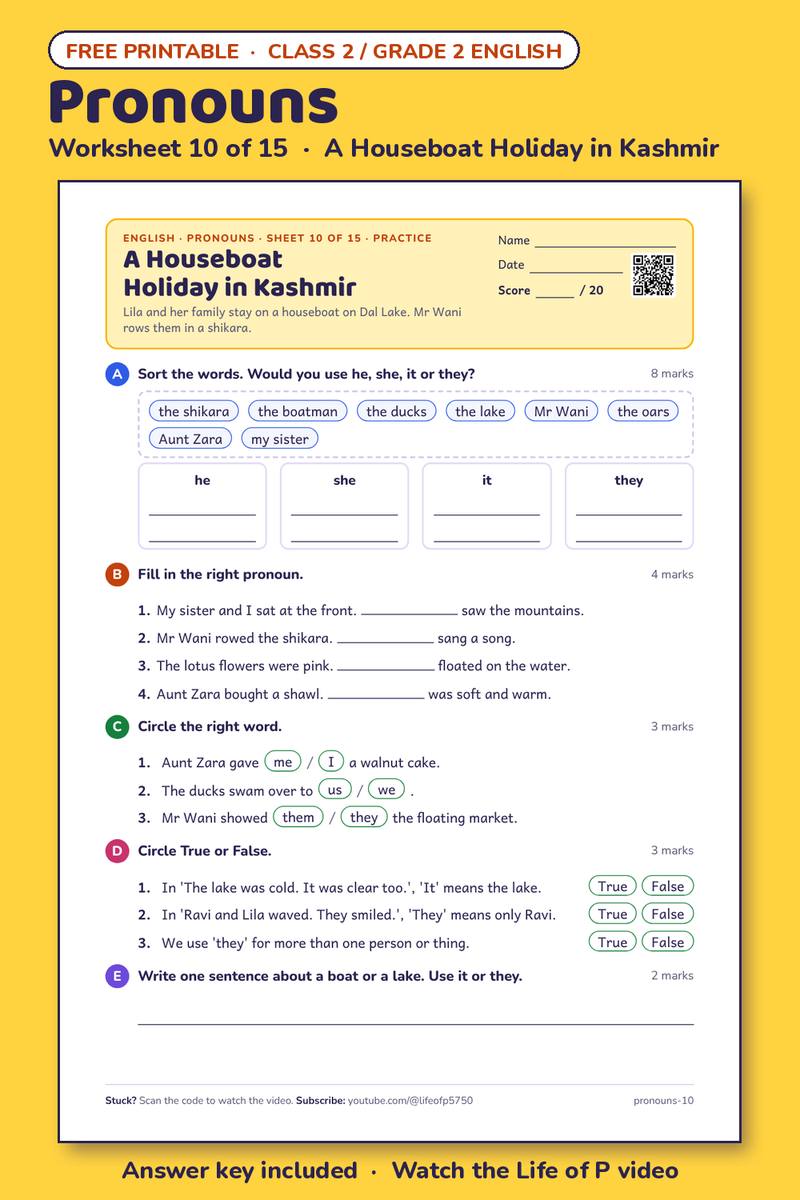 FREE PRINTABLE · CLASS 2 / GRADE 2 ENGLISH
Pronouns
Worksheet 10 of 15 · A Houseboat Holiday in Kashmir
ENGLISH · PRONOUNS · SHEET 10 OF 15 · PRACTICE
A Houseboat
Holiday in Kashmir
Lila and her family stay on a houseboat on Dal Lake. Mr Wani
rows them in a shikara.
Name
Date
Score / 20
A Sort the words. Would you use he, she, it or they? 8 marks
the shikara the boatman the ducks the lake Mr Wani the oars
Aunt Zara my sister
he she it they
B Fill in the right pronoun. 4 marks
1. My sister and I sat at the front. ____________ saw the mountains.
2. Mr Wani rowed the shikara. ____________ sang a song.
3. The lotus flowers were pink. ____________ floated on the water.
4. Aunt Zara bought a shawl. ____________ was soft and warm.
C Circle the right word. 3 marks
1. Aunt Zara gave me / I a walnut cake.
2. The ducks swam over to us / we .
3. Mr Wani showed them / they the floating market.
D Circle True or False. 3 marks
1. In 'The lake was cold. It was clear too.', 'It' means the lake. True False
2. In 'Ravi and Lila waved. They smiled.', 'They' means only Ravi. True False
3. We use 'they' for more than one person or thing. True False
E Write one sentence about a boat or a lake. Use it or they. 2 marks
Stuck? Scan the code to watch the video. Subscribe: youtube.com/@lifeofp5750 pronouns-10
Answer key included · Watch the Life of P video